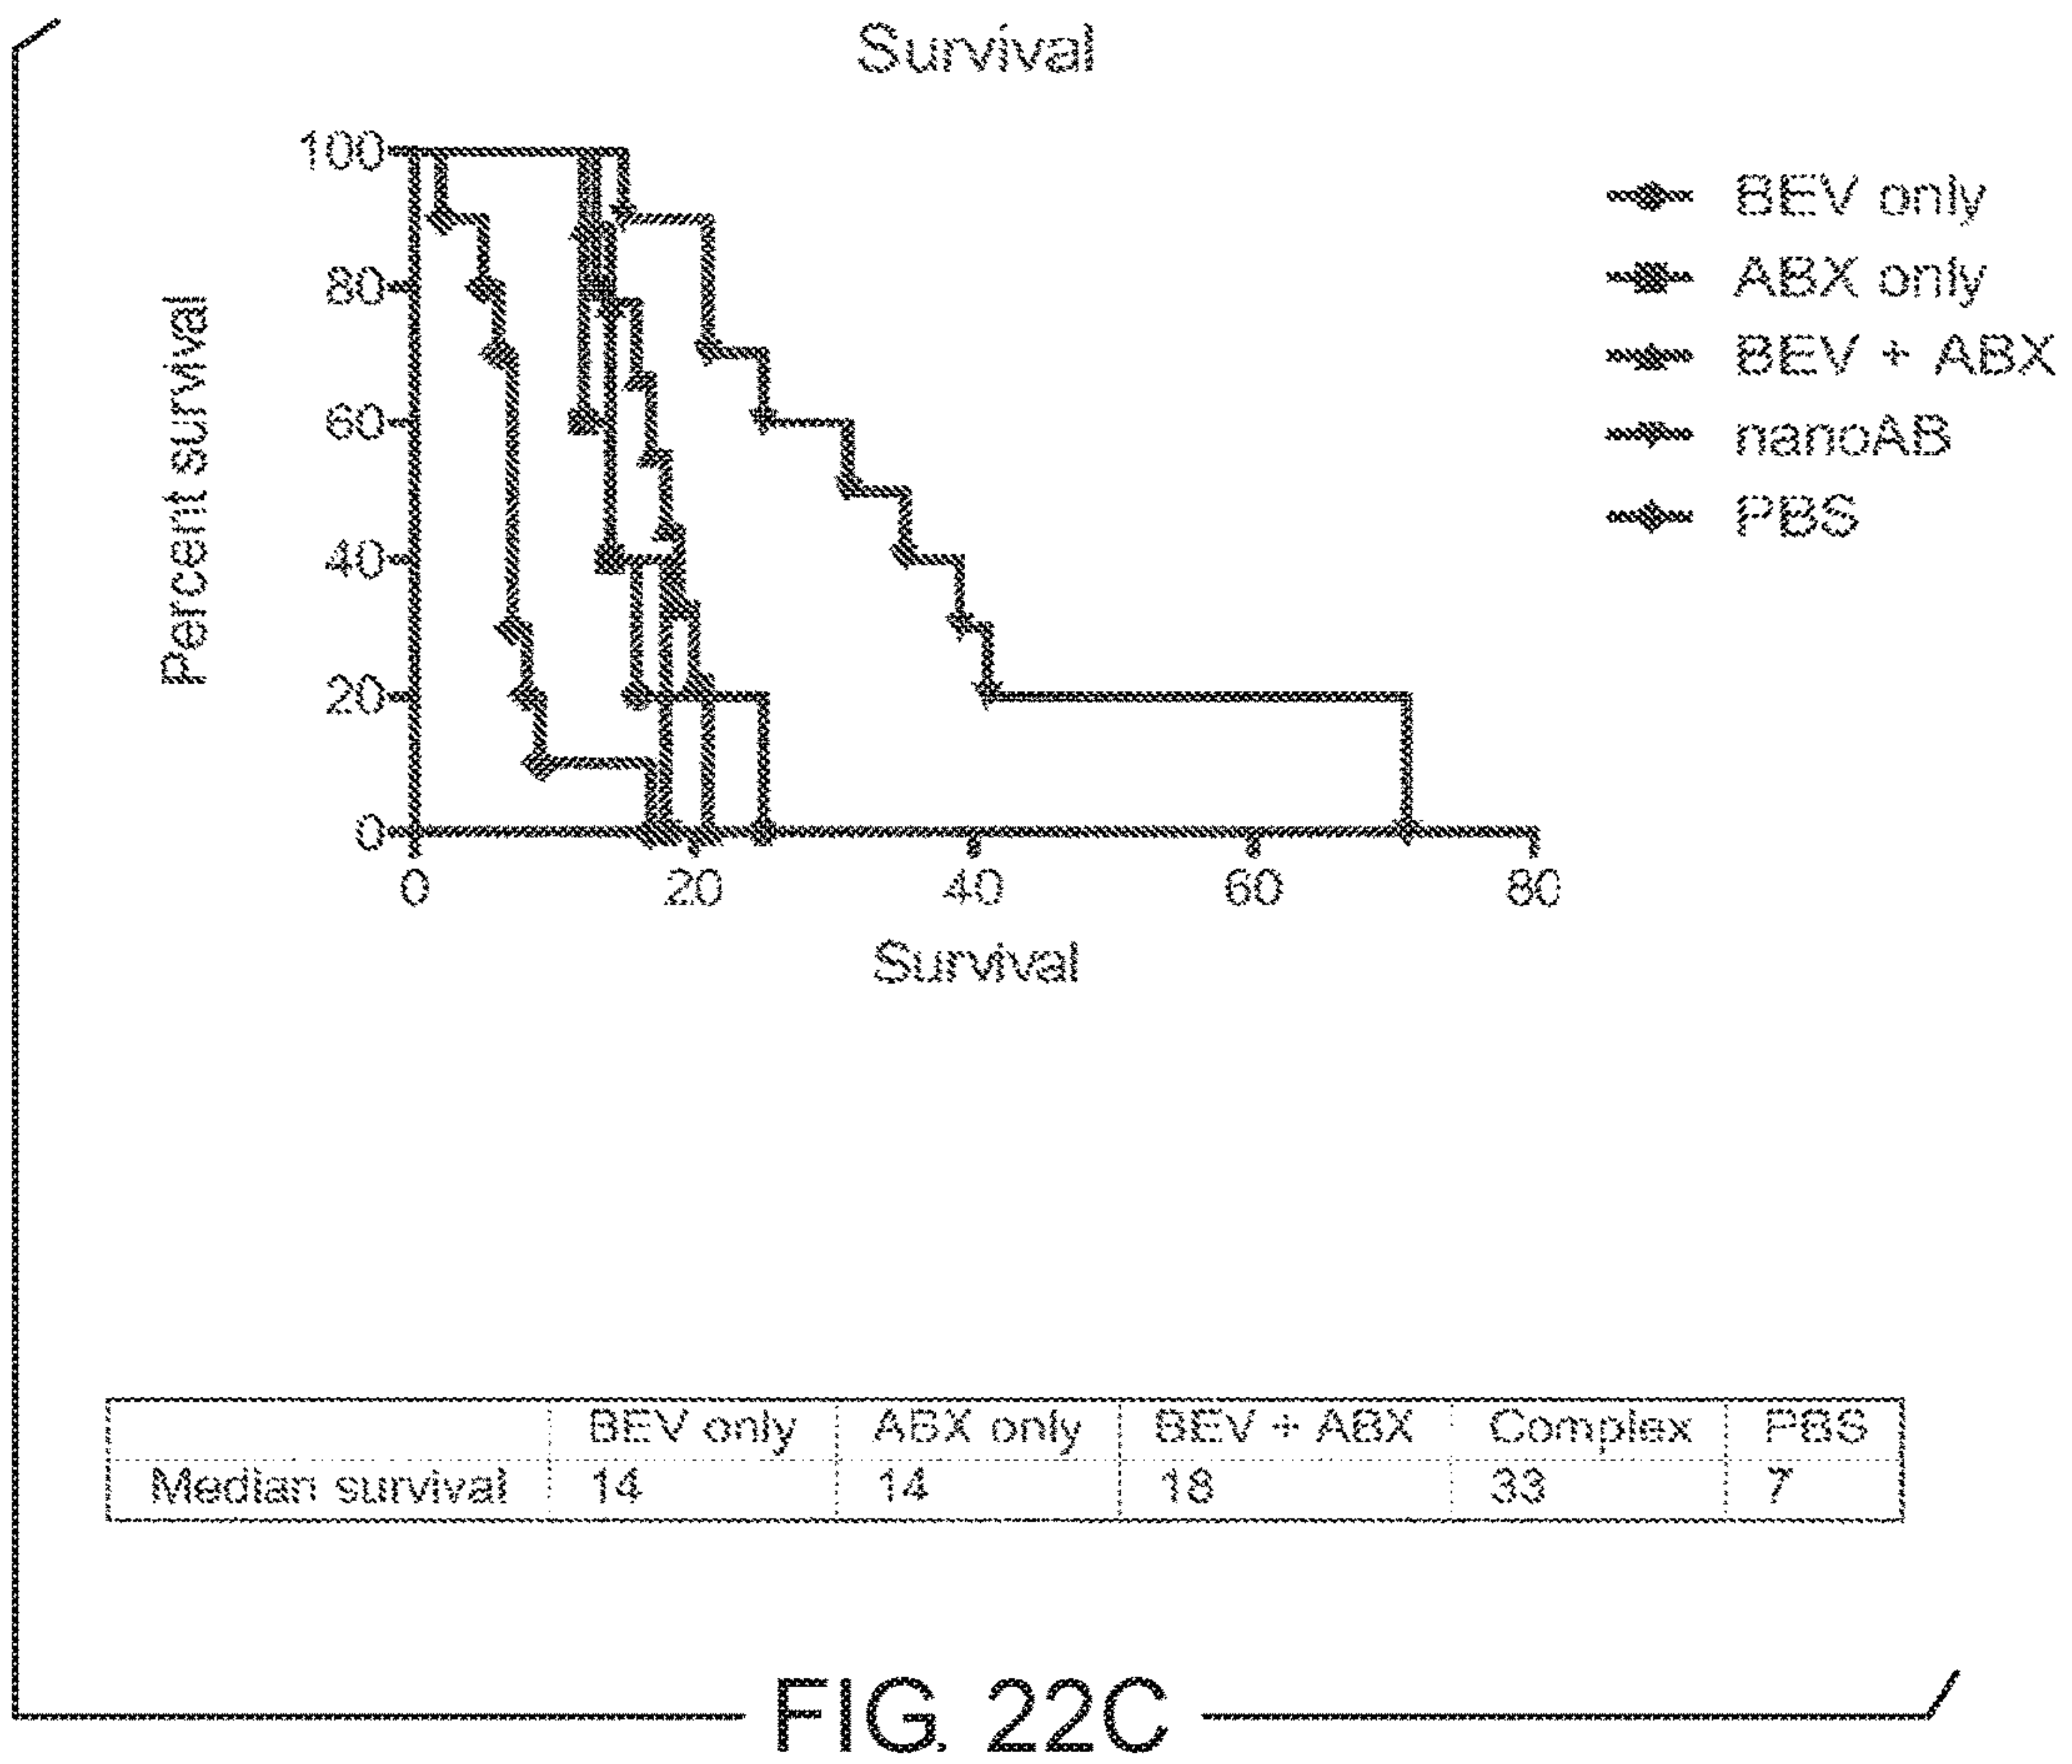 Survival
100
80
60
40
20
0
Percent survival
0 20 40 60 80
Survival
BEV only
ABX only
BEV + ABX
nanoAB
PBS
BEV only ABX only BEV + ABX Complex PBS
Median survival 14 14 18 33 7
FIG. 22C